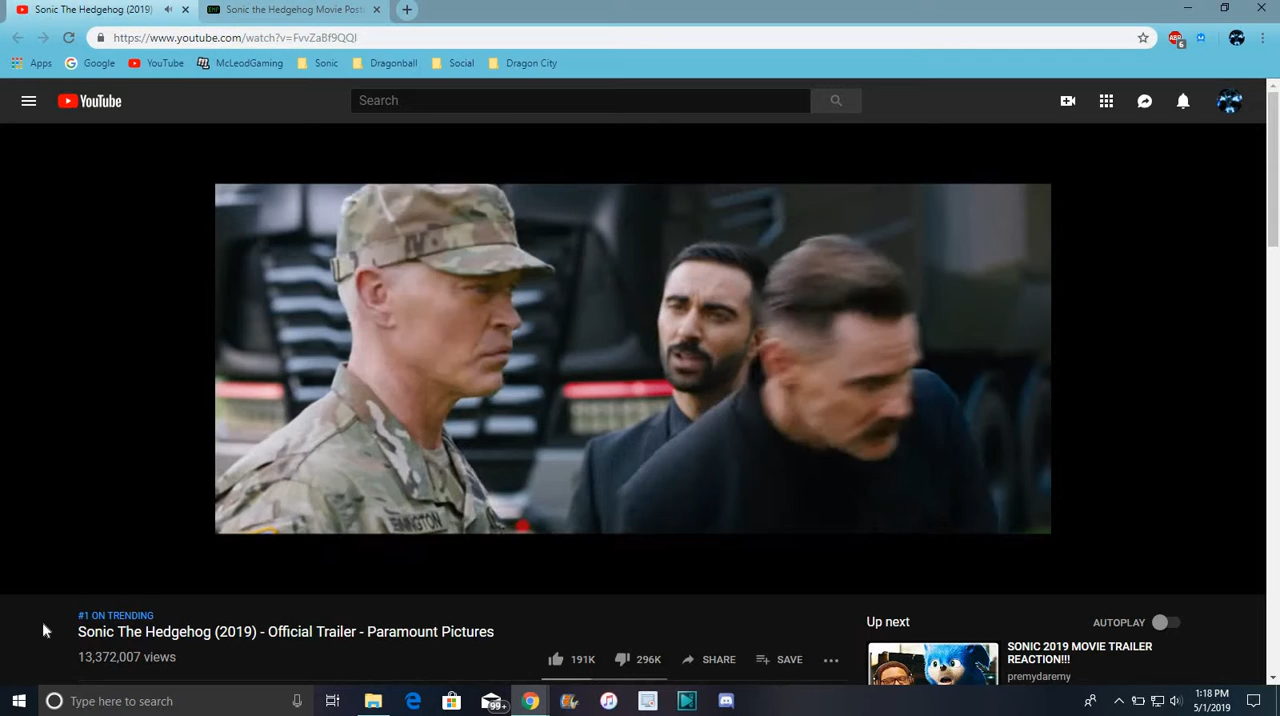 Sonic The Hedgehog (2019)
Sonic the Hedgehog Movie Post
https://www.youtube.com/watch?v=FvvZaBf9QQI
ABP
6
Apps
Google
YouTube
McLeodGaming
Sonic
Dragonball
Social
Dragon City
YouTube
Search
#1 ON TRENDING
Sonic The Hedgehog (2019) - Official Trailer - Paramount Pictures
13,372,007 views
191K
296K
SHARE
SAVE
Up next
AUTOPLAY
SONIC 2019 MOVIE TRAILER
REACTION!!!
premydaremy
Type here to search
99+
1:18 PM
5/1/2019